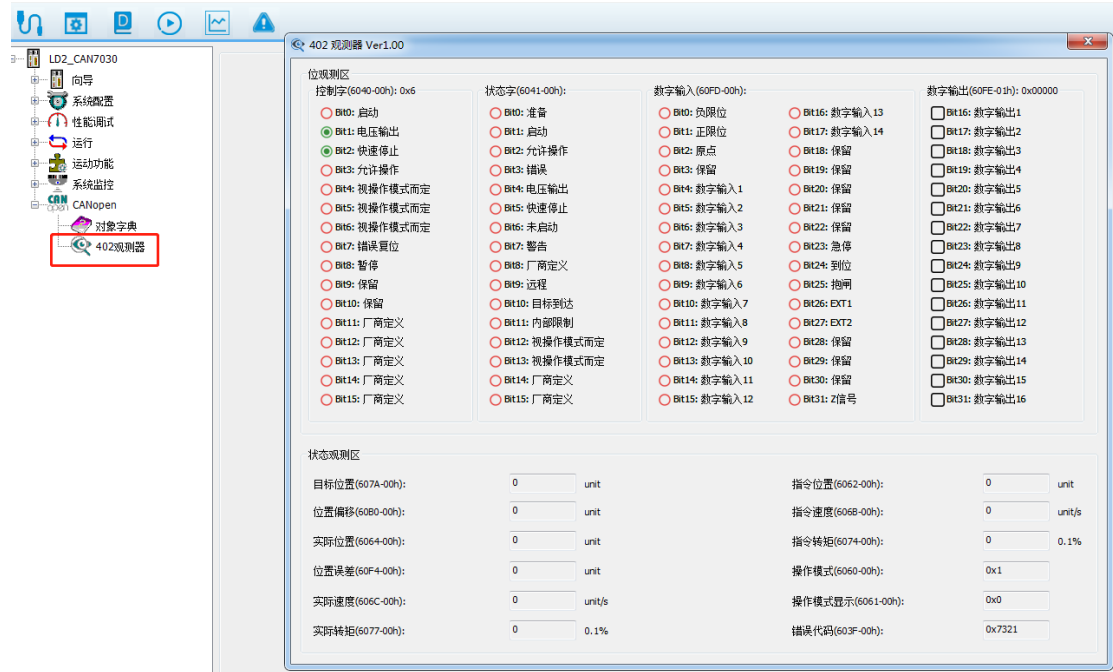 LD2_CAN7030
向导
系统配置
性能调试
运行
运动功能
系统监控
CANopen
对象字典
402观测器
402 观测器 Ver1.00
位观测区
控制字(6040-00h): 0x6
Bit0: 启动
Bit1: 电压输出
Bit2: 快速停止
Bit3: 允许操作
Bit4: 视操作模式而定
Bit5: 视操作模式而定
Bit6: 视操作模式而定
Bit7: 错误复位
Bit8: 暂停
Bit9: 保留
Bit10: 保留
Bit11: 厂商定义
Bit12: 厂商定义
Bit13: 厂商定义
Bit14: 厂商定义
Bit15: 厂商定义
状态字(6041-00h):
Bit0: 准备
Bit1: 启动
Bit2: 允许操作
Bit3: 错误
Bit4: 电压输出
Bit5: 快速停止
Bit6: 未启动
Bit7: 警告
Bit8: 厂商定义
Bit9: 远程
Bit10: 目标到达
Bit11: 内部限制
Bit12: 视操作模式而定
Bit13: 视操作模式而定
Bit14: 厂商定义
Bit15: 厂商定义
数字输入(60FD-00h):
Bit0: 负限位
Bit1: 正限位
Bit2: 原点
Bit3: 保留
Bit4: 数字输入1
Bit5: 数字输入2
Bit6: 数字输入3
Bit7: 数字输入4
Bit8: 数字输入5
Bit9: 数字输入6
Bit10: 数字输入7
Bit11: 数字输入8
Bit12: 数字输入9
Bit13: 数字输入10
Bit14: 数字输入11
Bit15: 数字输入12
Bit16: 数字输入13
Bit17: 数字输入14
Bit18: 保留
Bit19: 保留
Bit20: 保留
Bit21: 保留
Bit22: 保留
Bit23: 急停
Bit24: 到位
Bit25: 抱闸
Bit26: EXT1
Bit27: EXT2
Bit28: 保留
Bit29: 保留
Bit30: 保留
Bit31: Z信号
数字输出(60FE-01h): 0x00000
Bit16: 数字输出1
Bit17: 数字输出2
Bit18: 数字输出3
Bit19: 数字输出4
Bit20: 数字输出5
Bit21: 数字输出6
Bit22: 数字输出7
Bit23: 数字输出8
Bit24: 数字输出9
Bit25: 数字输出10
Bit26: 数字输出11
Bit27: 数字输出12
Bit28: 数字输出13
Bit29: 数字输出14
Bit30: 数字输出15
Bit31: 数字输出16
状态观测区
目标位置(607A-00h): 0 unit
位置偏移(60B0-00h): 0 unit
实际位置(6064-00h): 0 unit
位置误差(60F4-00h): 0 unit
实际速度(606C-00h): 0 unit/s
实际转矩(6077-00h): 0 0.1%
指令位置(6062-00h): 0 unit
指令速度(606B-00h): 0 unit/s
指令转矩(6074-00h): 0 0.1%
操作模式(6060-00h): 0x1
操作模式显示(6061-00h): 0x0
错误代码(603F-00h): 0x7321